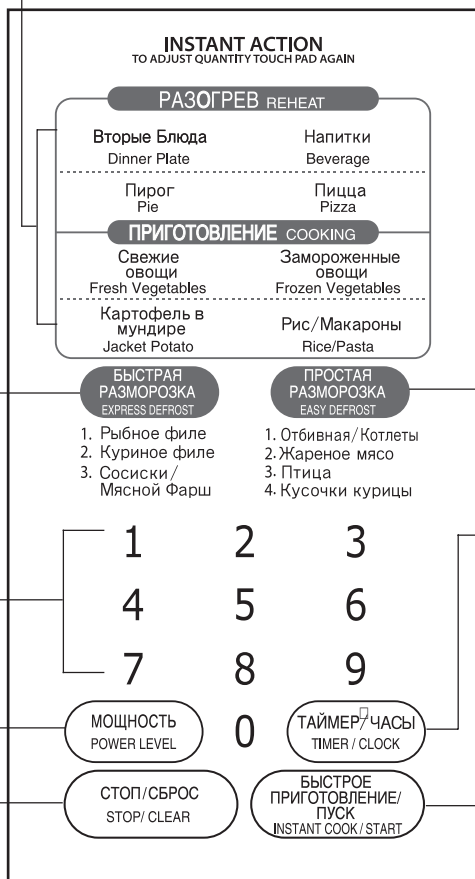 INSTANT ACTION
TO ADJUST QUANTITY TOUCH PAD AGAIN
РАЗОГРЕВ REHEAT
Вторые Блюда Напитки
Dinner Plate Beverage
Пирог Пицца
Pie Pizza
ПРИГОТОВЛЕНИЕ COOKING
Свежие Замороженные
овощи овощи
Fresh Vegetables Frozen Vegetables
Картофель в
мундире Рис/Макароны
Jacket Potato Rice/Pasta
БЫСТРАЯ ПРОСТАЯ
РАЗМОРОЗКА РАЗМОРОЗКА
EXPRESS DEFROST EASY DEFROST
1. Рыбное филе 1. Отбивная/Котлеты
2. Куриное филе 2. Жареное мясо
3. Сосиски/ 3. Птица
Мясной Фарш 4. Кусочки курицы
1 2 3
4 5 6
7 8 9
МОЩНОСТЬ 0 ТАЙМЕР/ЧАСЫ
POWER LEVEL TIMER / CLOCK
СТОП/СБРОС БЫСТРОЕ
STOP/ CLEAR ПРИГОТОВЛЕНИЕ/
ПУСК
INSTANT COOK / START